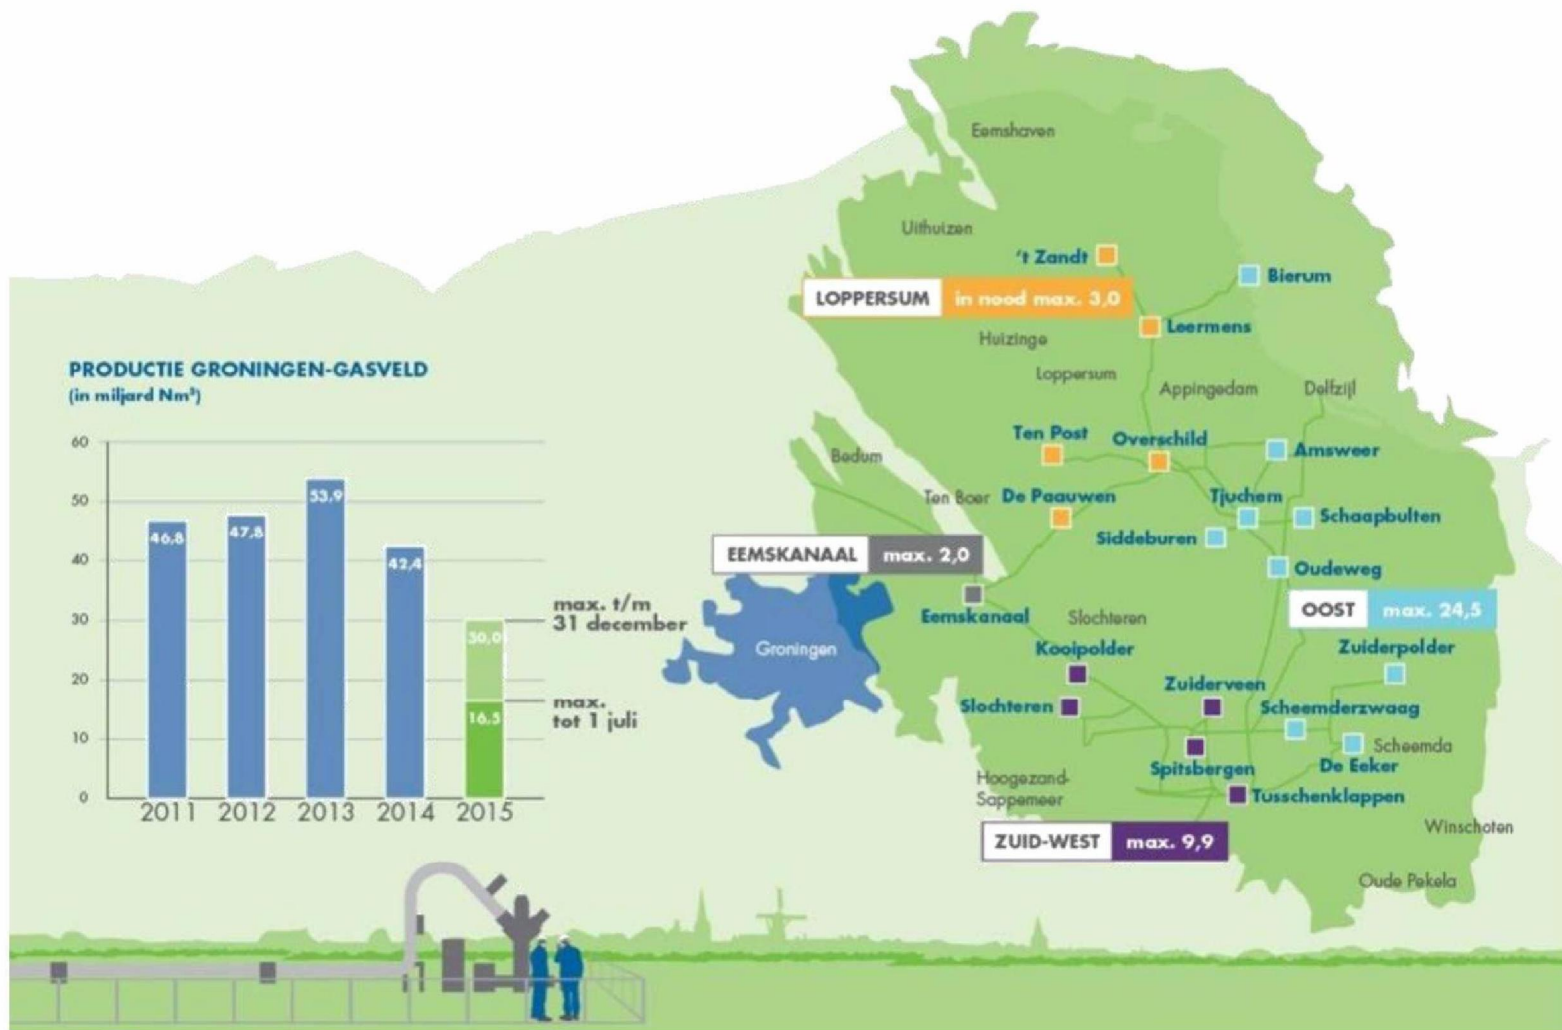 PRODUCTIE GRONINGEN-GASVELD
(in miljard Nm³)
60
50
40
30
20
10
0
46,8
47,8
53,9
42,4
30,0
16,5
2011
2012
2013
2014
2015
max. t/m
31 december
max.
tot 1 juli
Eemshaven
Uithuizen
't Zandt
Bierum
LOPPERSUM in nood max. 3,0
Leermens
Huizinge
Loppersum
Appingedam
Delfzijl
Ten Post
Overschild
Amsweer
Bedum
Ten Boer
De Paauwen
Tjuchem
Schaapbulten
Siddeburen
EEMSKANAAL max. 2,0
Oudeweg
Eemskanaal
Slochteren
OOST max. 24,5
Groningen
Kooipolder
Zuiderpolder
Zuiderveen
Slochteren
Scheemderzwaag
Scheemda
Spitsbergen
De Eeker
Hoogezand-
Sappemeer
Tusschenklappen
ZUID-WEST max. 9,9
Winschoten
Oude Pekela